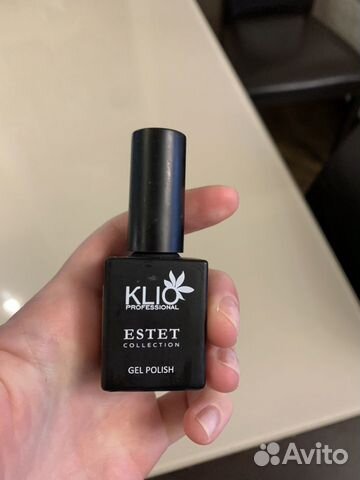 KLIO
PROFESSIONAL
ESTET
COLLECTION
GEL POLISH
Avito